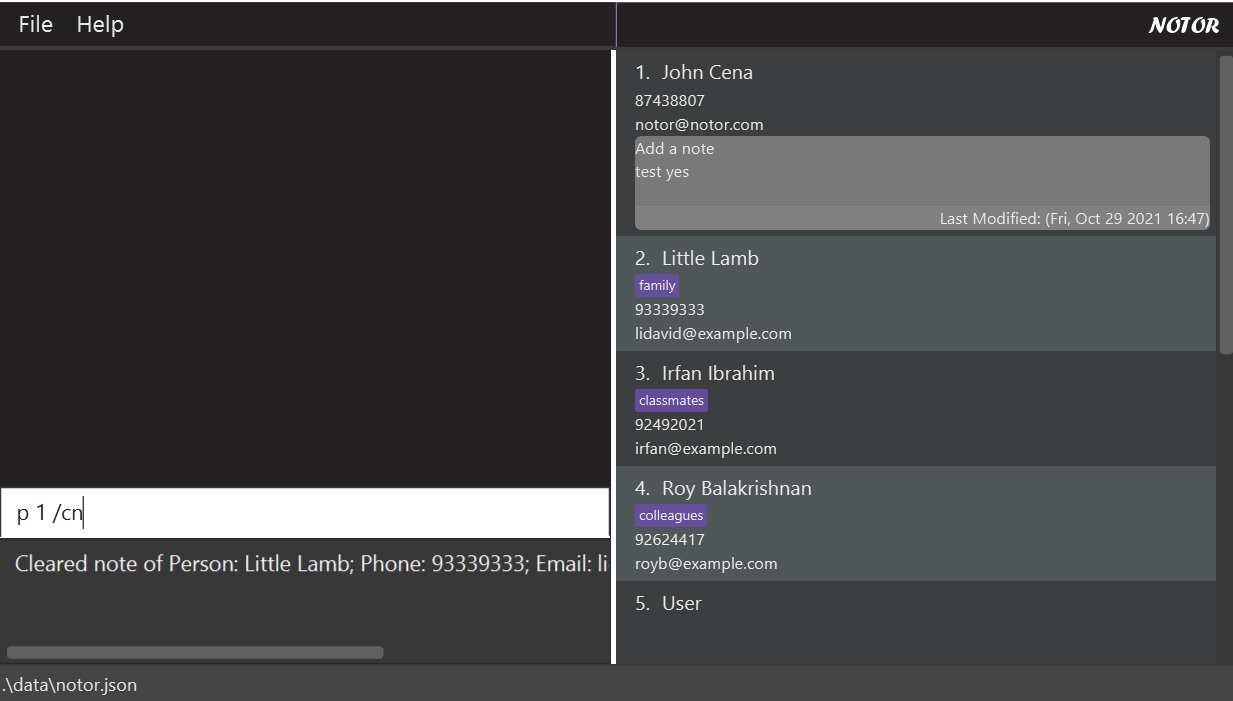 File Help
NOTOR
p 1 /cn
Cleared note of Person: Little Lamb; Phone: 93339333; Email: li
1. John Cena
87438807
notor@notor.com
Add a note
test yes
Last Modified: (Fri, Oct 29 2021 16:47)
2. Little Lamb
family
93339333
lidavid@example.com
3. Irfan Ibrahim
classmates
92492021
irfan@example.com
4. Roy Balakrishnan
colleagues
92624417
royb@example.com
5. User
.\data\notor.json